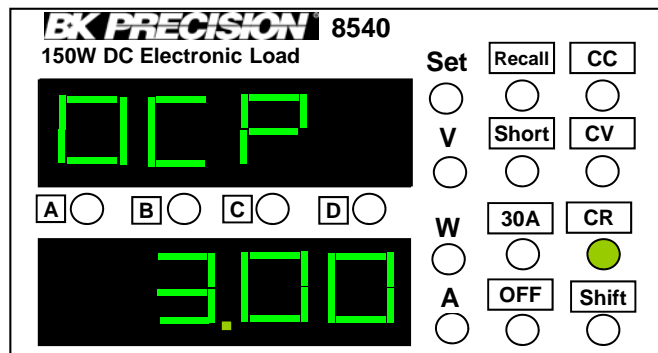 BK PRECISION® 8540
150W DC Electronic Load
Set Recall CC
OCP
V Short CV
A B C D
W 30A CR
3.00
A OFF Shift